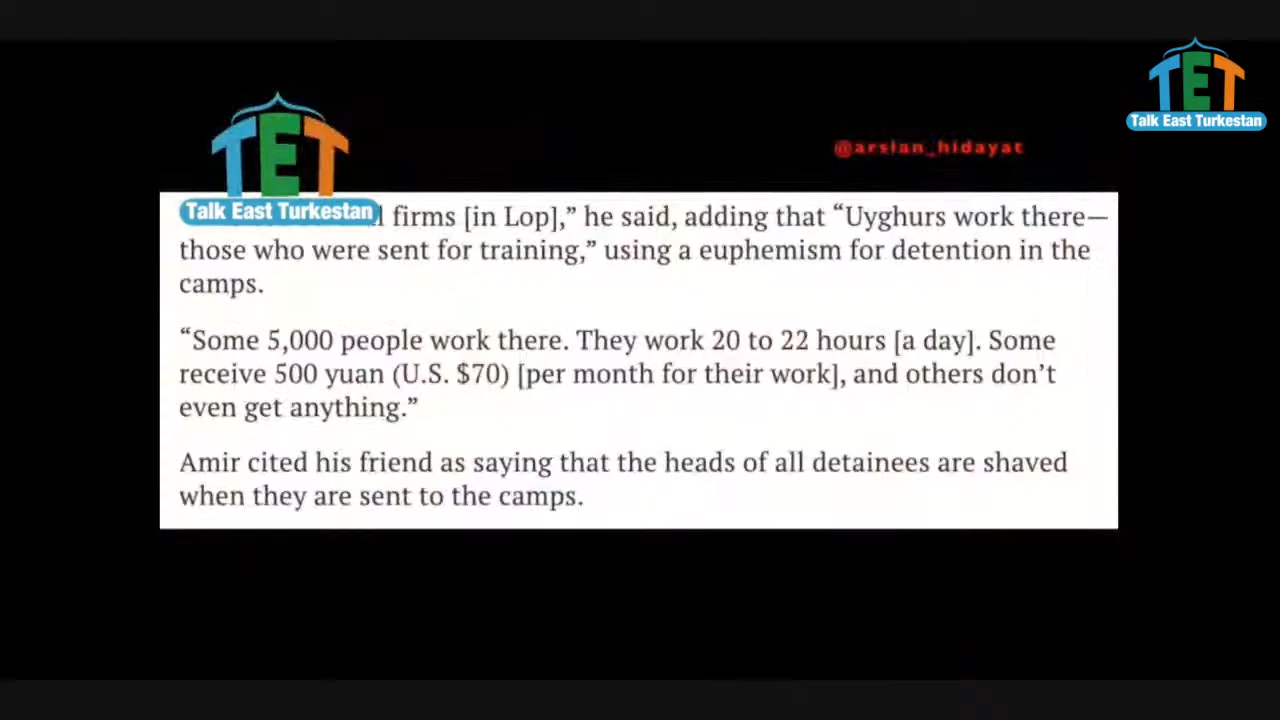 TET
Talk East Turkestan
@arslan_hidayat
TET
Talk East Turkestan
firms [in Lop],” he said, adding that “Uyghurs work there—
those who were sent for training,” using a euphemism for detention in the
camps.
“Some 5,000 people work there. They work 20 to 22 hours [a day]. Some
receive 500 yuan (U.S. $70) [per month for their work], and others don’t
even get anything.”
Amir cited his friend as saying that the heads of all detainees are shaved
when they are sent to the camps.